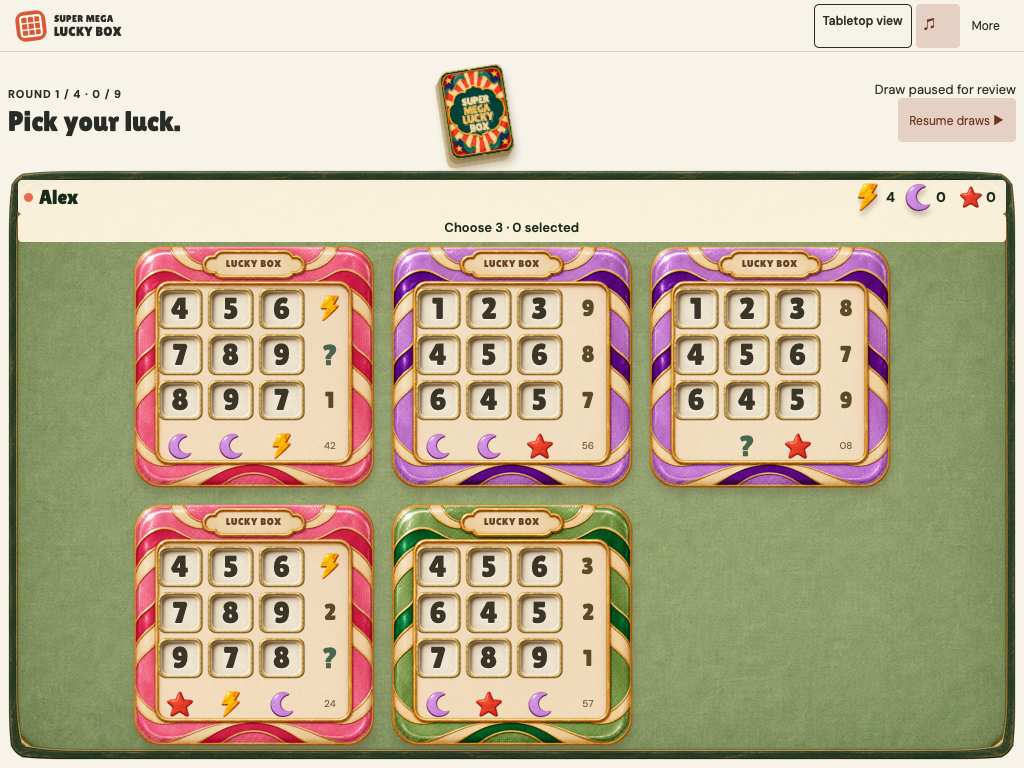 SUPER MEGA
LUCKY BOX
Tabletop view
More
ROUND 1 / 4 · 0 / 9
Pick your luck.
SUPER
MEGA
LUCKY
BOX
Draw paused for review
Resume draws
Alex
4
0
0
Choose 3 · 0 selected
LUCKY BOX
4 5 6
7 8 9 ?
8 9 7 1
42
LUCKY BOX
1 2 3 9
4 5 6 8
6 4 5 7
56
LUCKY BOX
1 2 3 8
4 5 6 7
6 4 5 9
? 08
LUCKY BOX
4 5 6
7 8 9 2
9 7 8 ?
24
LUCKY BOX
4 5 6 3
6 4 5 2
7 8 9 1
57